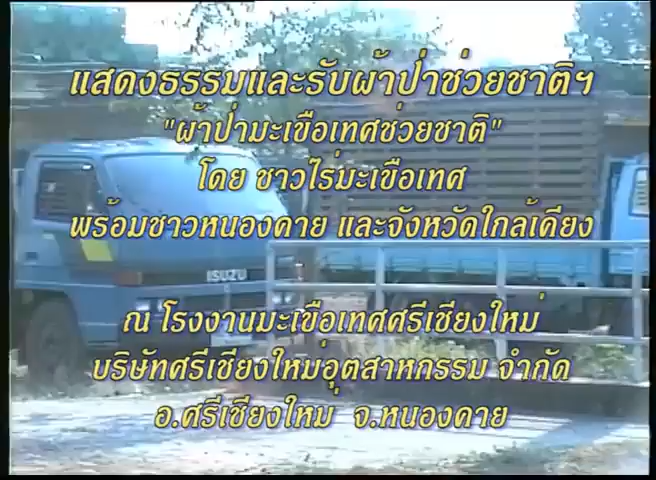 แสดงธรรมและรับผ้าป่าช่วยชาติฯ
"ผ้าป่ามะเขือเทศช่วยชาติ"
โดย ชาวไร่มะเขือเทศ
พร้อมชาวหนองคาย และจังหวัดใกล้เคียง
ISUZU
ณ โรงงานมะเขือเทศศรีเชียงใหม่
บริษัทศรีเชียงใหม่อุตสาหกรรม จำกัด
อ.ศรีเชียงใหม่ จ.หนองคาย